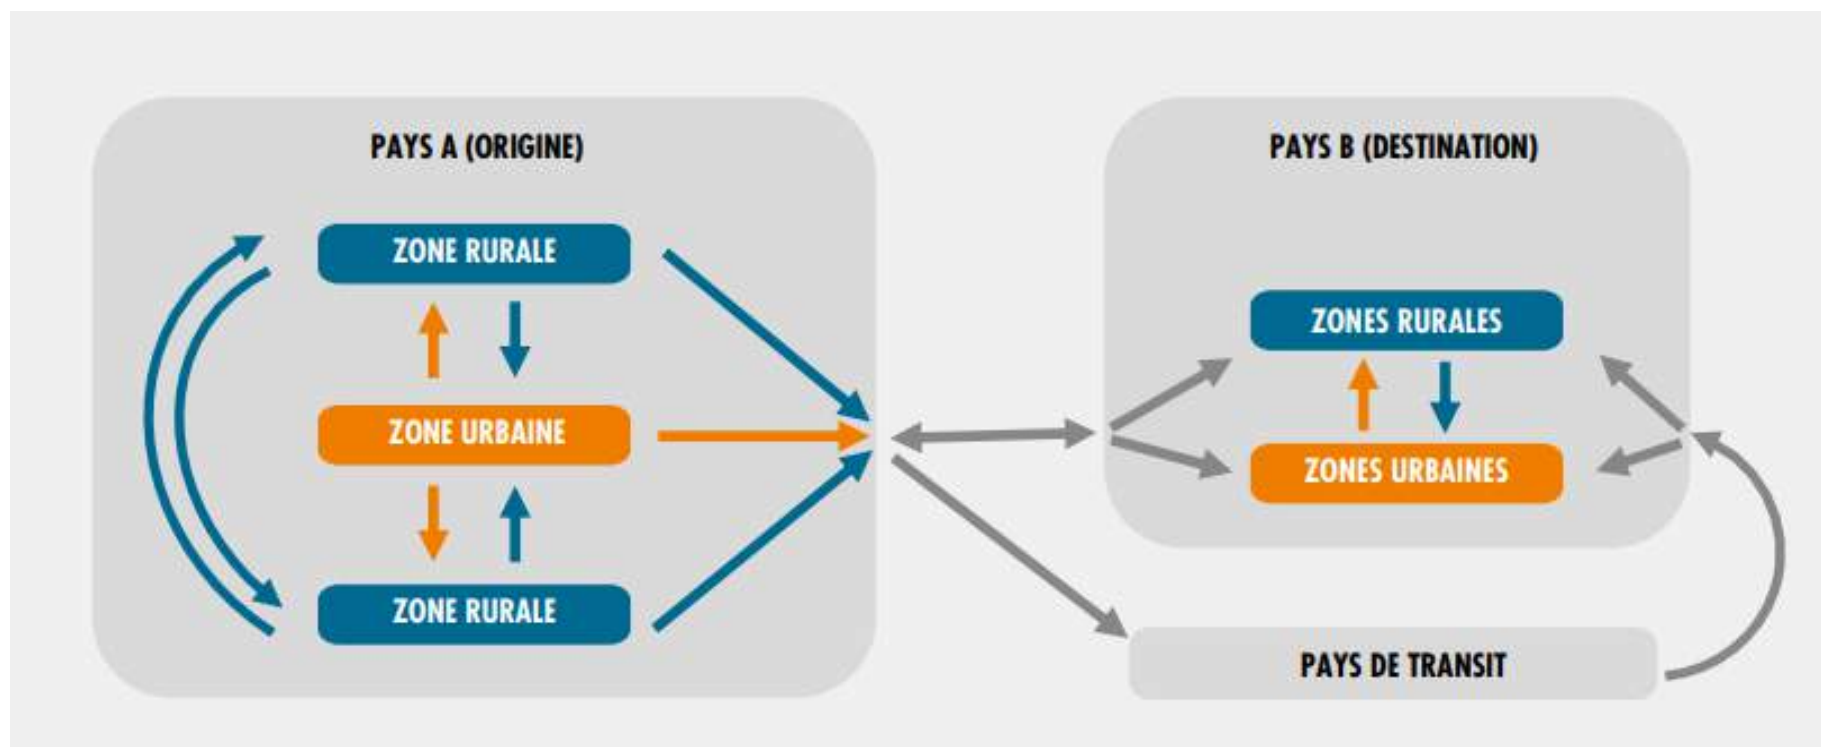 PAYS A (ORIGINE)
ZONE RURALE
ZONE URBAINE
ZONE RURALE
PAYS B (DESTINATION)
ZONES RURALES
ZONES URBAINES
PAYS DE TRANSIT